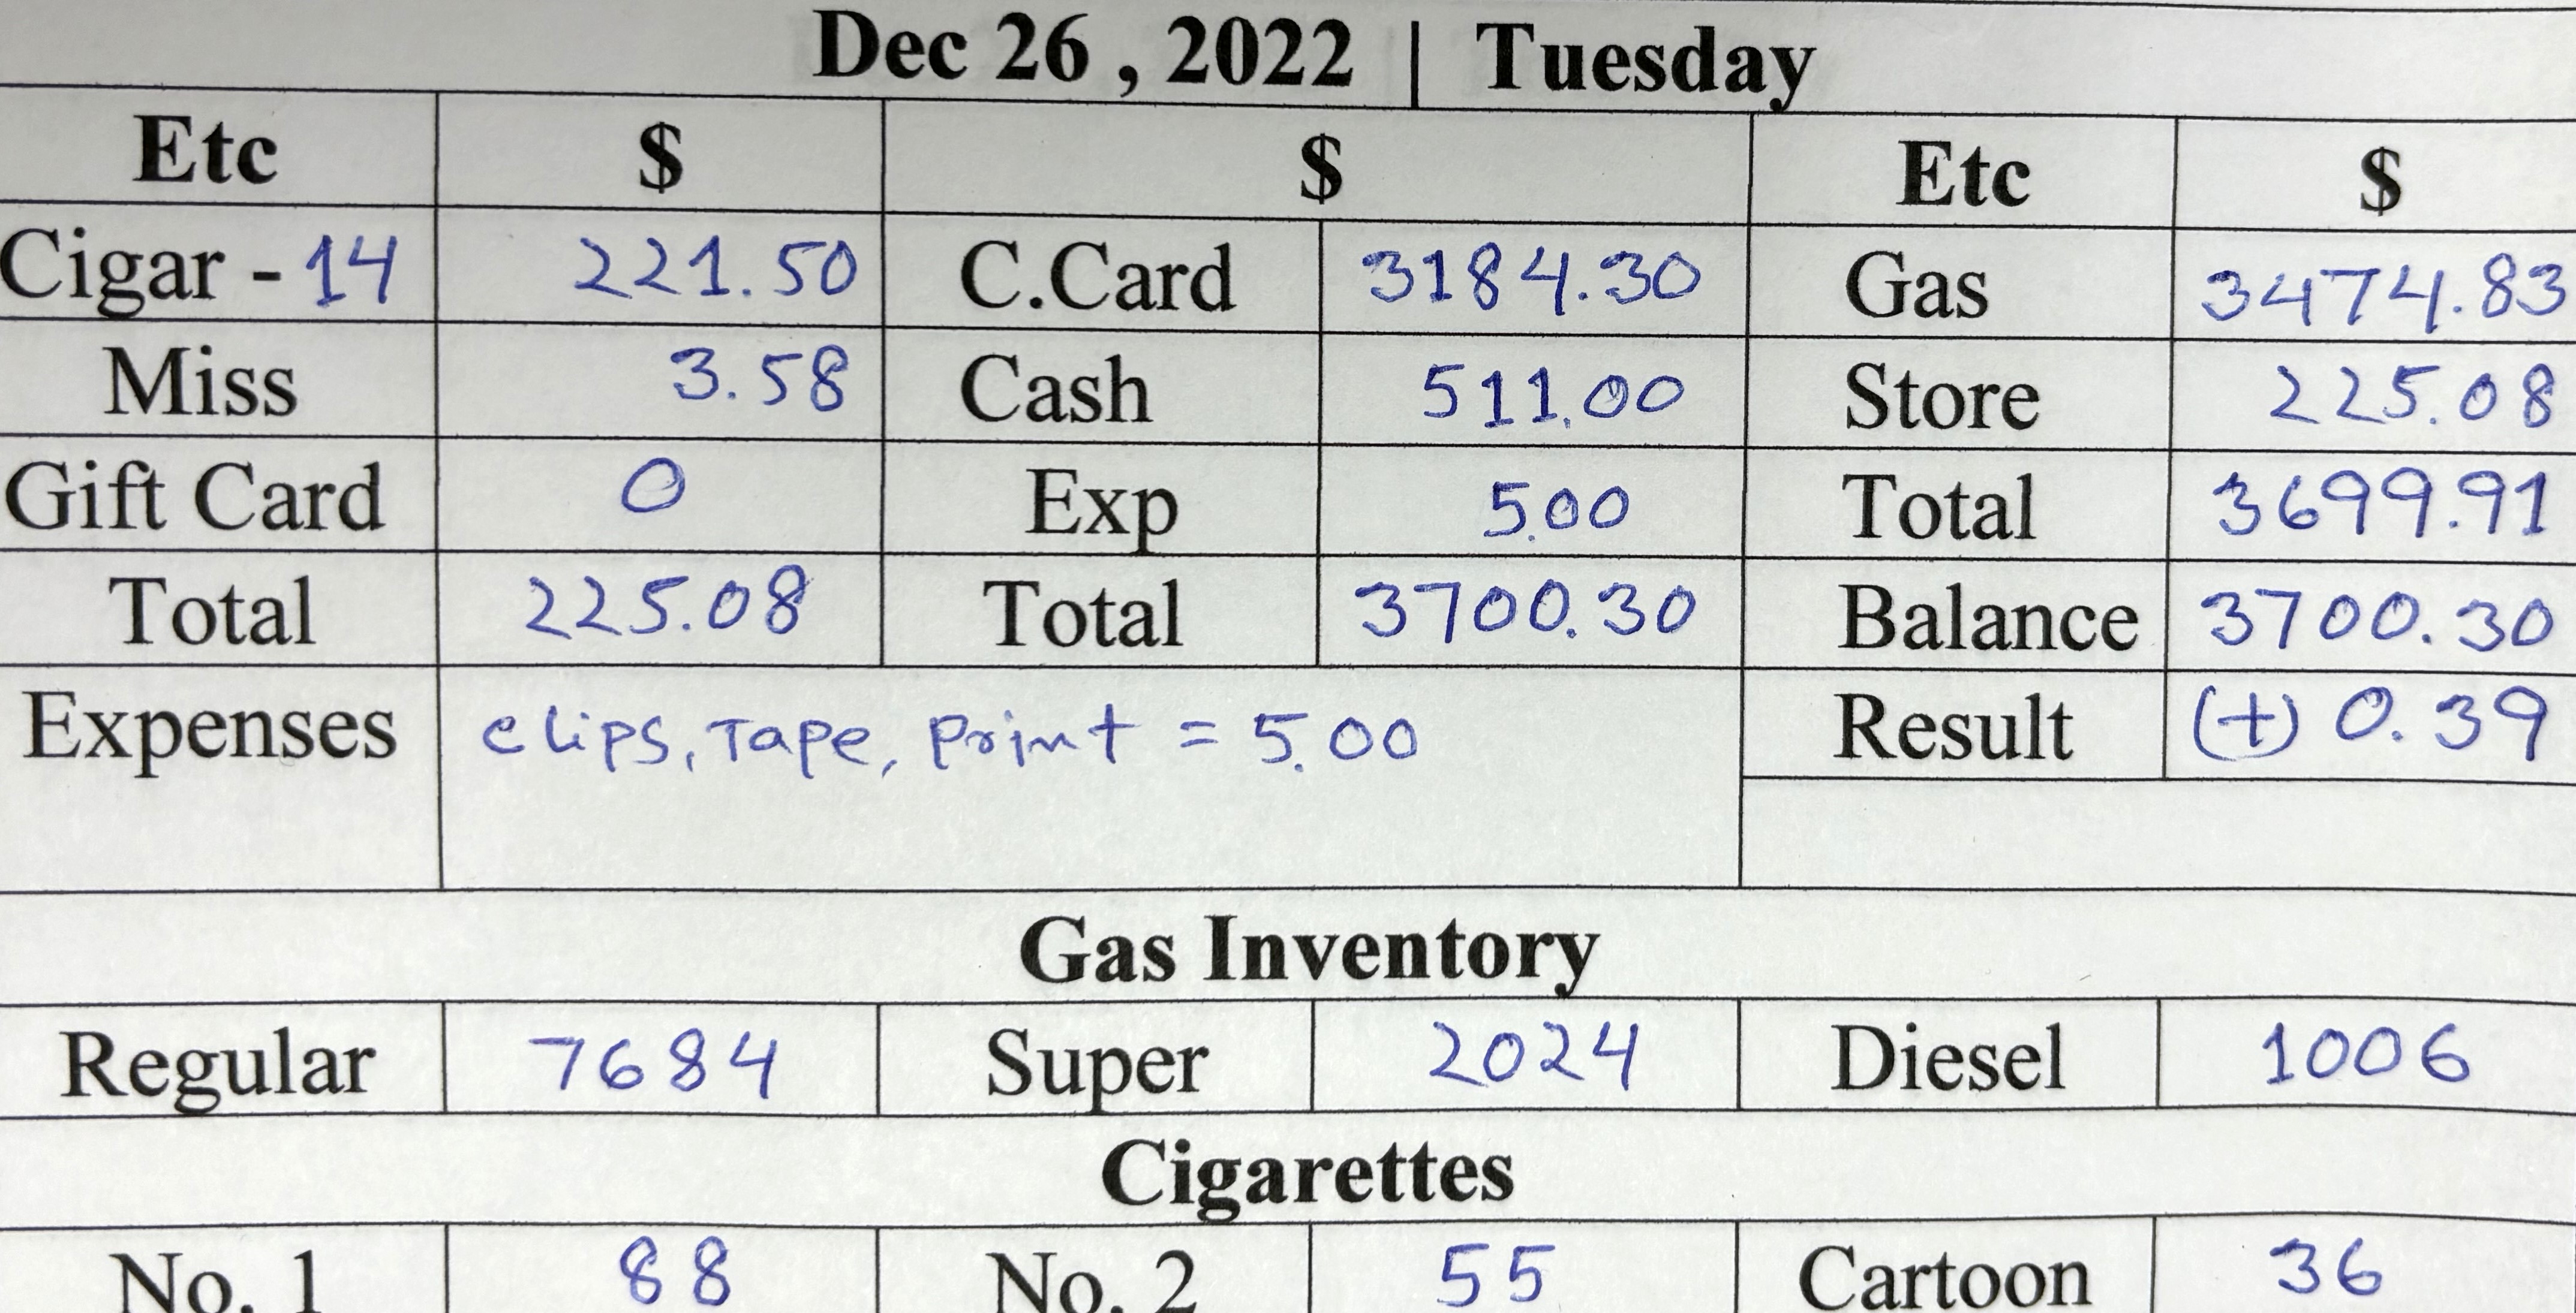 Dec 26 , 2022 | Tuesday
Etc $ $ Etc $
Cigar - 14 221.50 C.Card 3184.30 Gas 3474.83
Miss 3.58 Cash 511.00 Store 225.08
Gift Card 0 Exp 5.00 Total 3699.91
Total 225.08 Total 3700.30 Balance 3700.30
Expenses clips, Tape, Print = 5.00 Result (+) 0.39
Gas Inventory
Regular 7684 Super 2024 Diesel 1006
Cigarettes
No. 1 88 No. 2 55 Cartoon 36